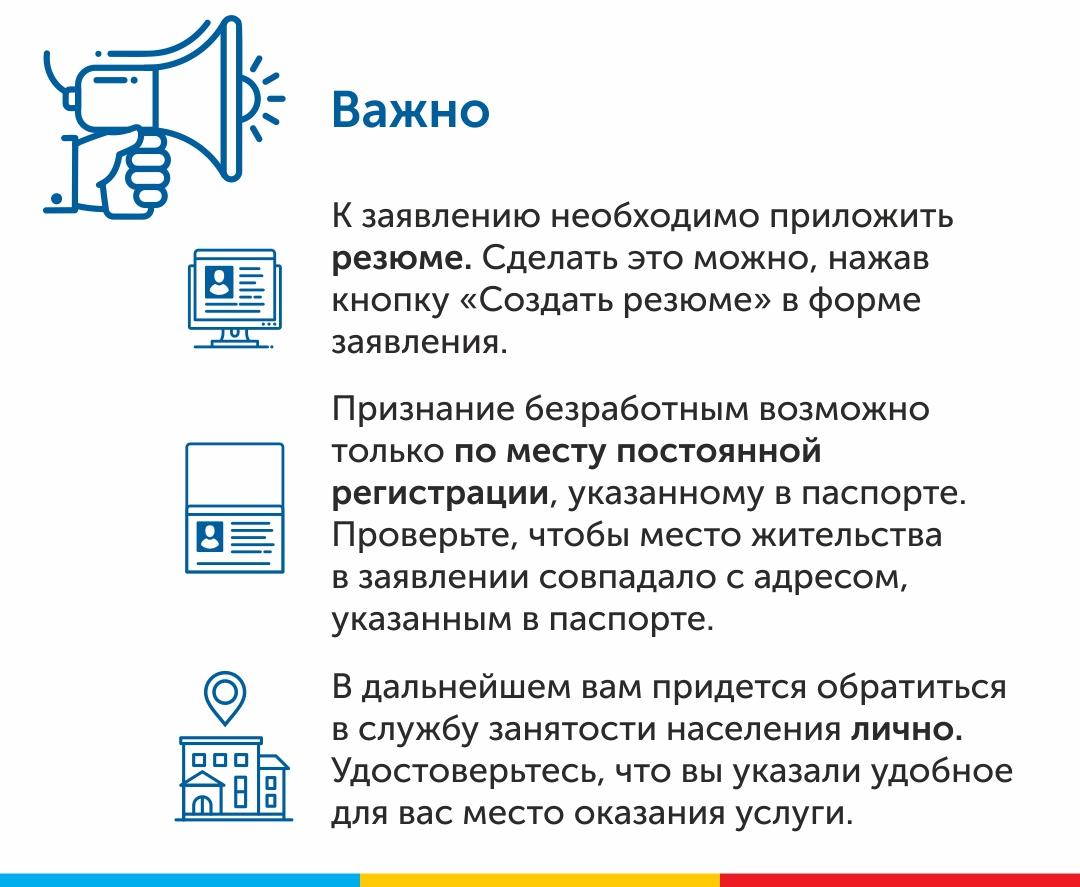 Важно
К заявлению необходимо приложить
резюме. Сделать это можно, нажав
кнопку «Создать резюме» в форме
заявления.
Признание безработным возможно
только по месту постоянной
регистрации, указанному в паспорте.
Проверьте, чтобы место жительства
в заявлении совпадало с адресом,
указанным в паспорте.
В дальнейшем вам придется обратиться
в службу занятости населения лично.
Удостоверьтесь, что вы указали удобное
для вас место оказания услуги.